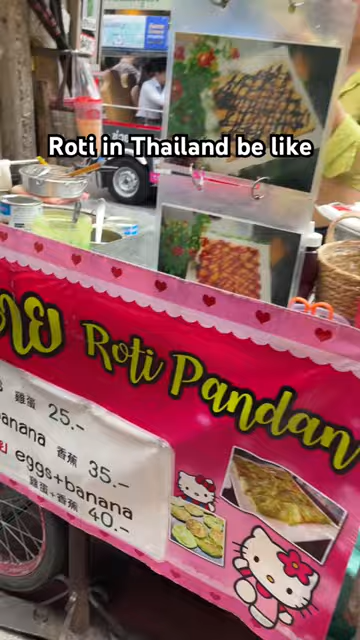 Roti in Thailand be like
Roti Pandan
雞蛋 25.-
banana 香蕉 35.-
eggs+banana
雞蛋+香蕉 40.-